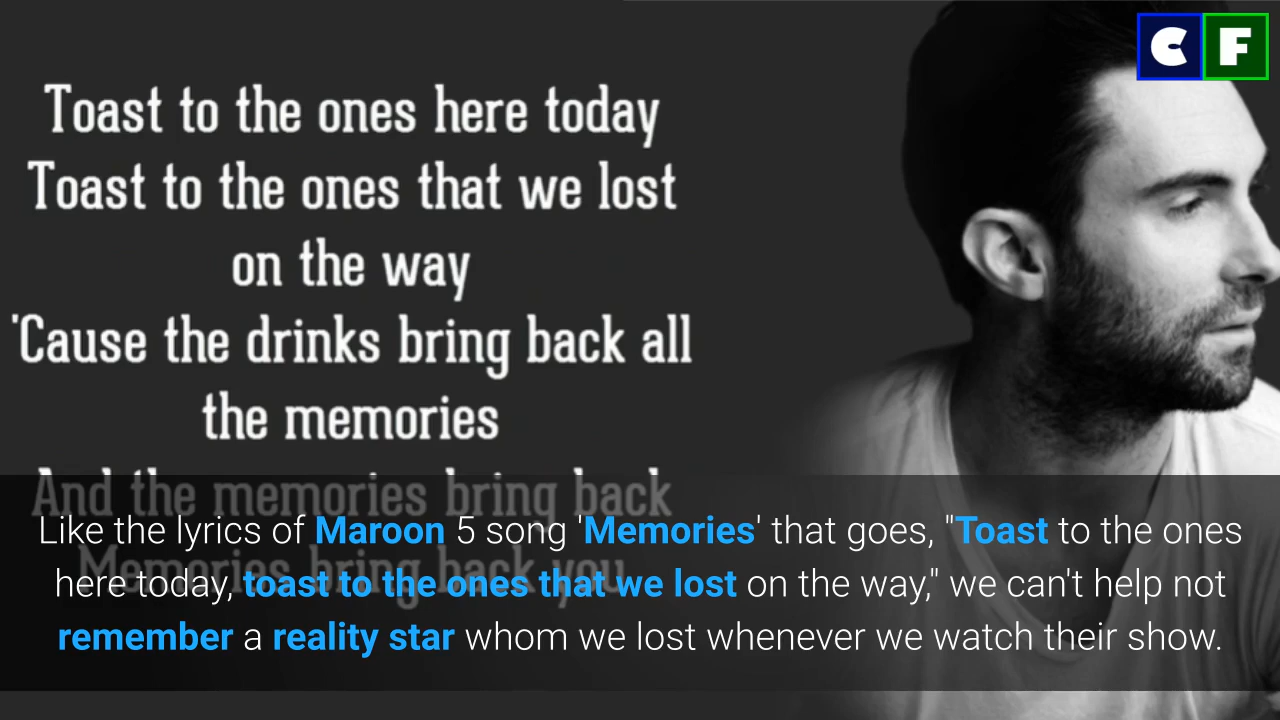 C F
Toast to the ones here today
Toast to the ones that we lost
on the way
'Cause the drinks bring back all
the memories
And the memories bring back
Memories bring back you
Like the lyrics of Maroon 5 song 'Memories' that goes, "Toast to the ones
here today, toast to the ones that we lost on the way," we can't help not
remember a reality star whom we lost whenever we watch their show.